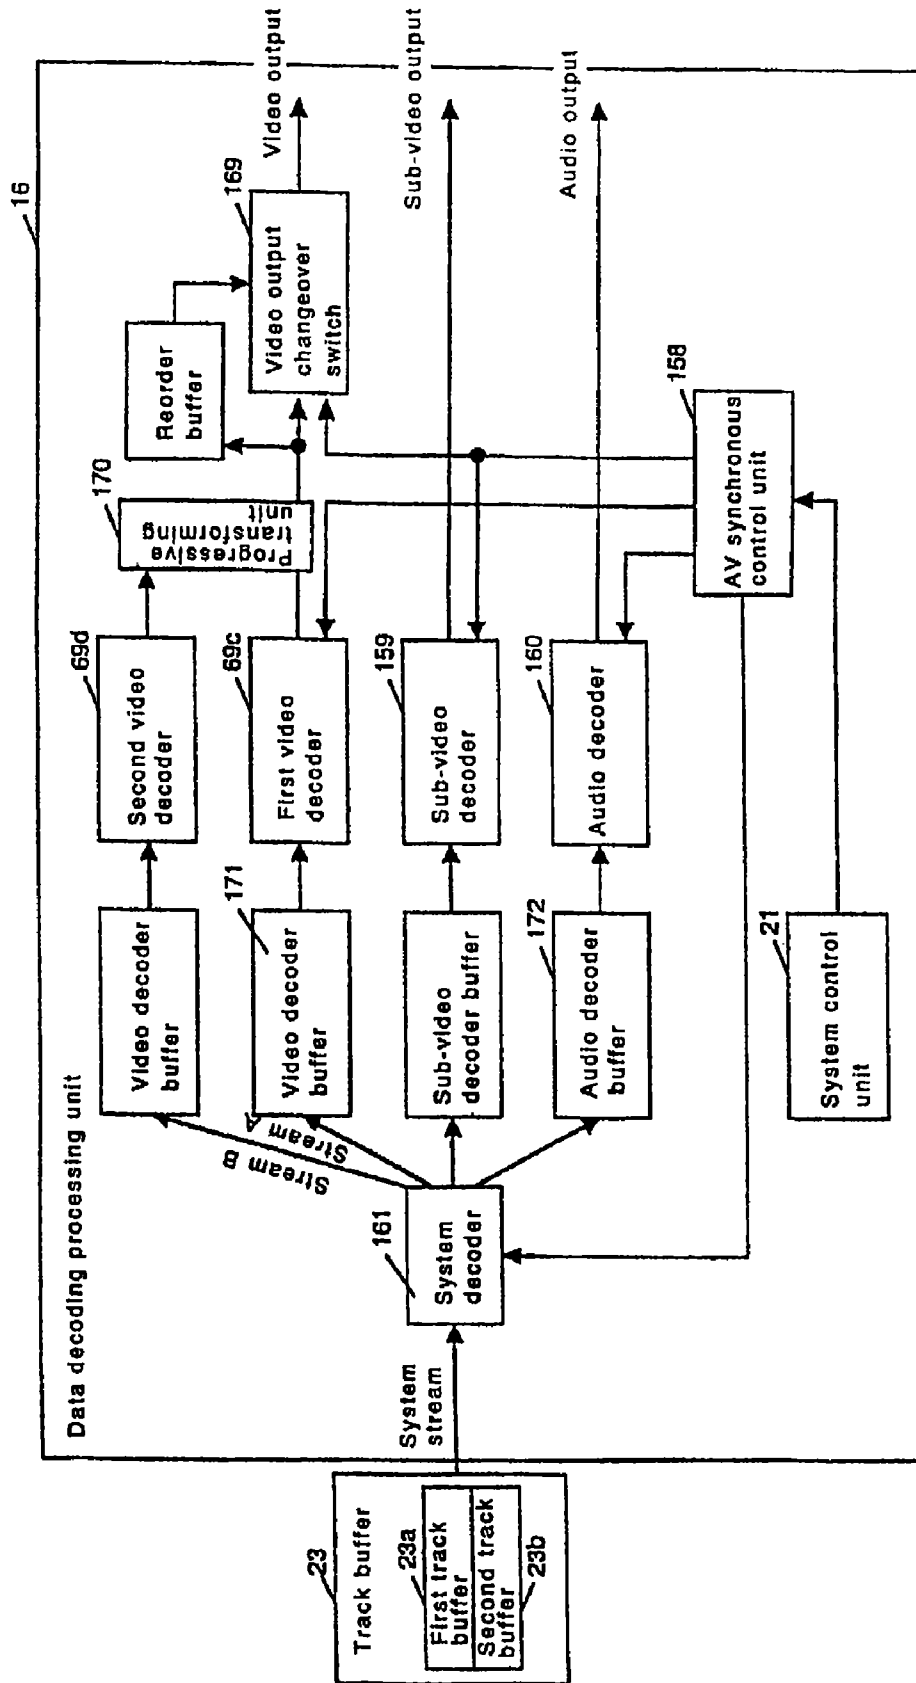 16
Data decoding processing unit
23
Track buffer
23a
First track
buffer
Second track
buffer
23b
System
stream
161
System
decoder
Stream B
Stream A
Video decoder
buffer
171
Video decoder
buffer
Sub-video
decoder buffer
172
Audio decoder
buffer
21
System control
unit
69d
Second video
decoder
69c
First video
decoder
159
Sub-video
decoder
160
Audio decoder
158
AV synchronous
control unit
170
Progressive
transforming
unit
Reorder
buffer
169
Video output
changeover
switch
Video output
Sub-video output
Audio output